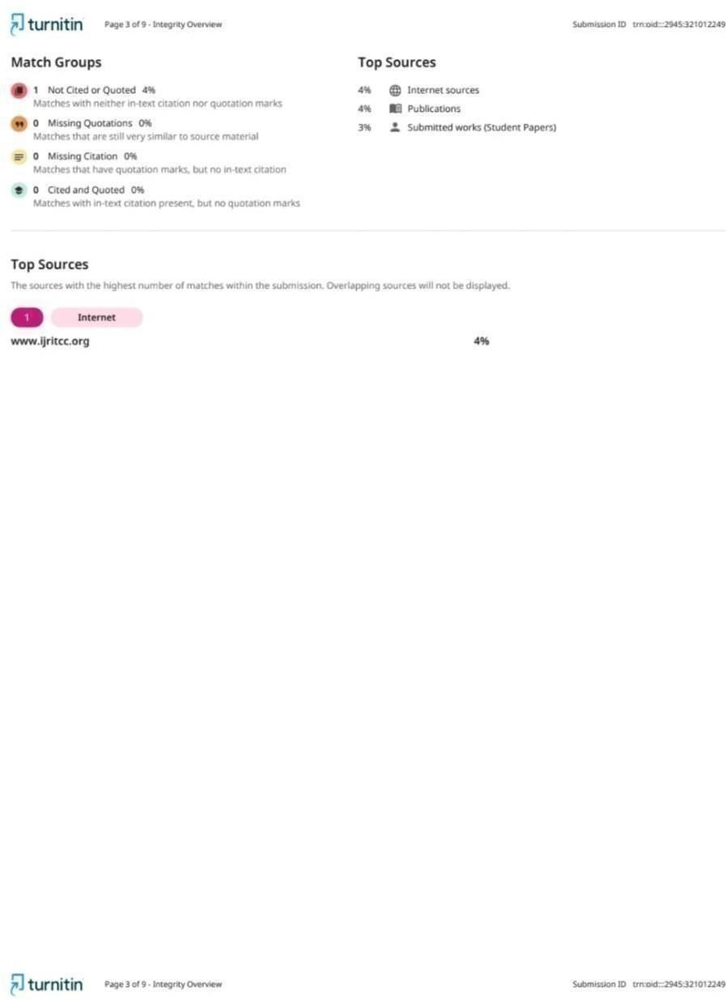 turnitin Page 3 of 9 - Integrity Overview Submission ID trn:oid:::2945:321012249
Match Groups
1 Not Cited or Quoted 4%
Matches with neither in-text citation nor quotation marks
0 Missing Quotations 0%
Matches that are still very similar to source material
0 Missing Citation 0%
Matches that have quotation marks, but no in-text citation
0 Cited and Quoted 0%
Matches with in-text citation present, but no quotation marks
Top Sources
4% Internet sources
4% Publications
3% Submitted works (Student Papers)
Top Sources
The sources with the highest number of matches within the submission. Overlapping sources will not be displayed.
1 Internet
www.ijritcc.org 4%
turnitin Page 3 of 9 - Integrity Overview Submission ID trn:oid:::2945:321012249